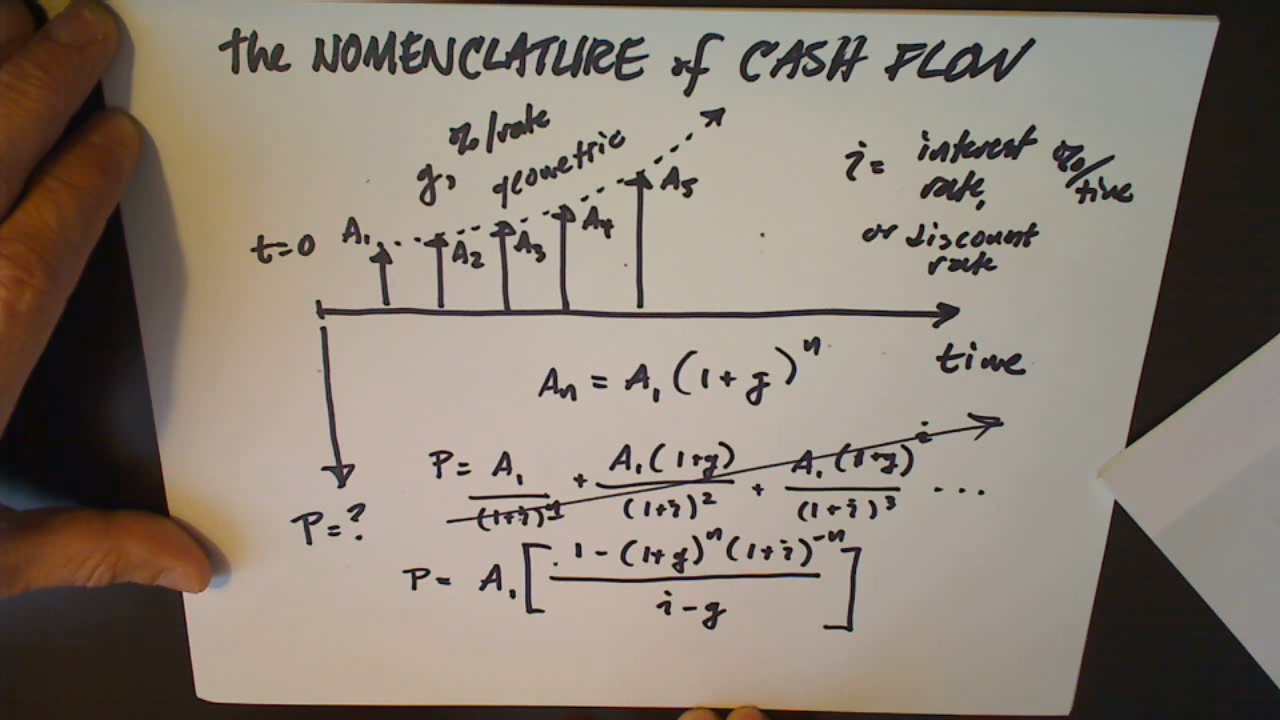 the NOMENCLATURE of CASH FLOW
g, %/rate
geometric
i = interest rate, %/time
or discount rate
t=0 A₁ A₂ A₃ A₄ A₅
time
Aₙ = A₁ (1+g)ⁿ
P = A₁/(1+i)¹ + A₁(1+g)/(1+i)² + A₁(1+g)²/(1+i)³ ...
P=?
P = A₁ [ (1-(1+g)ⁿ(1+i)⁻ⁿ) / (i-g) ]